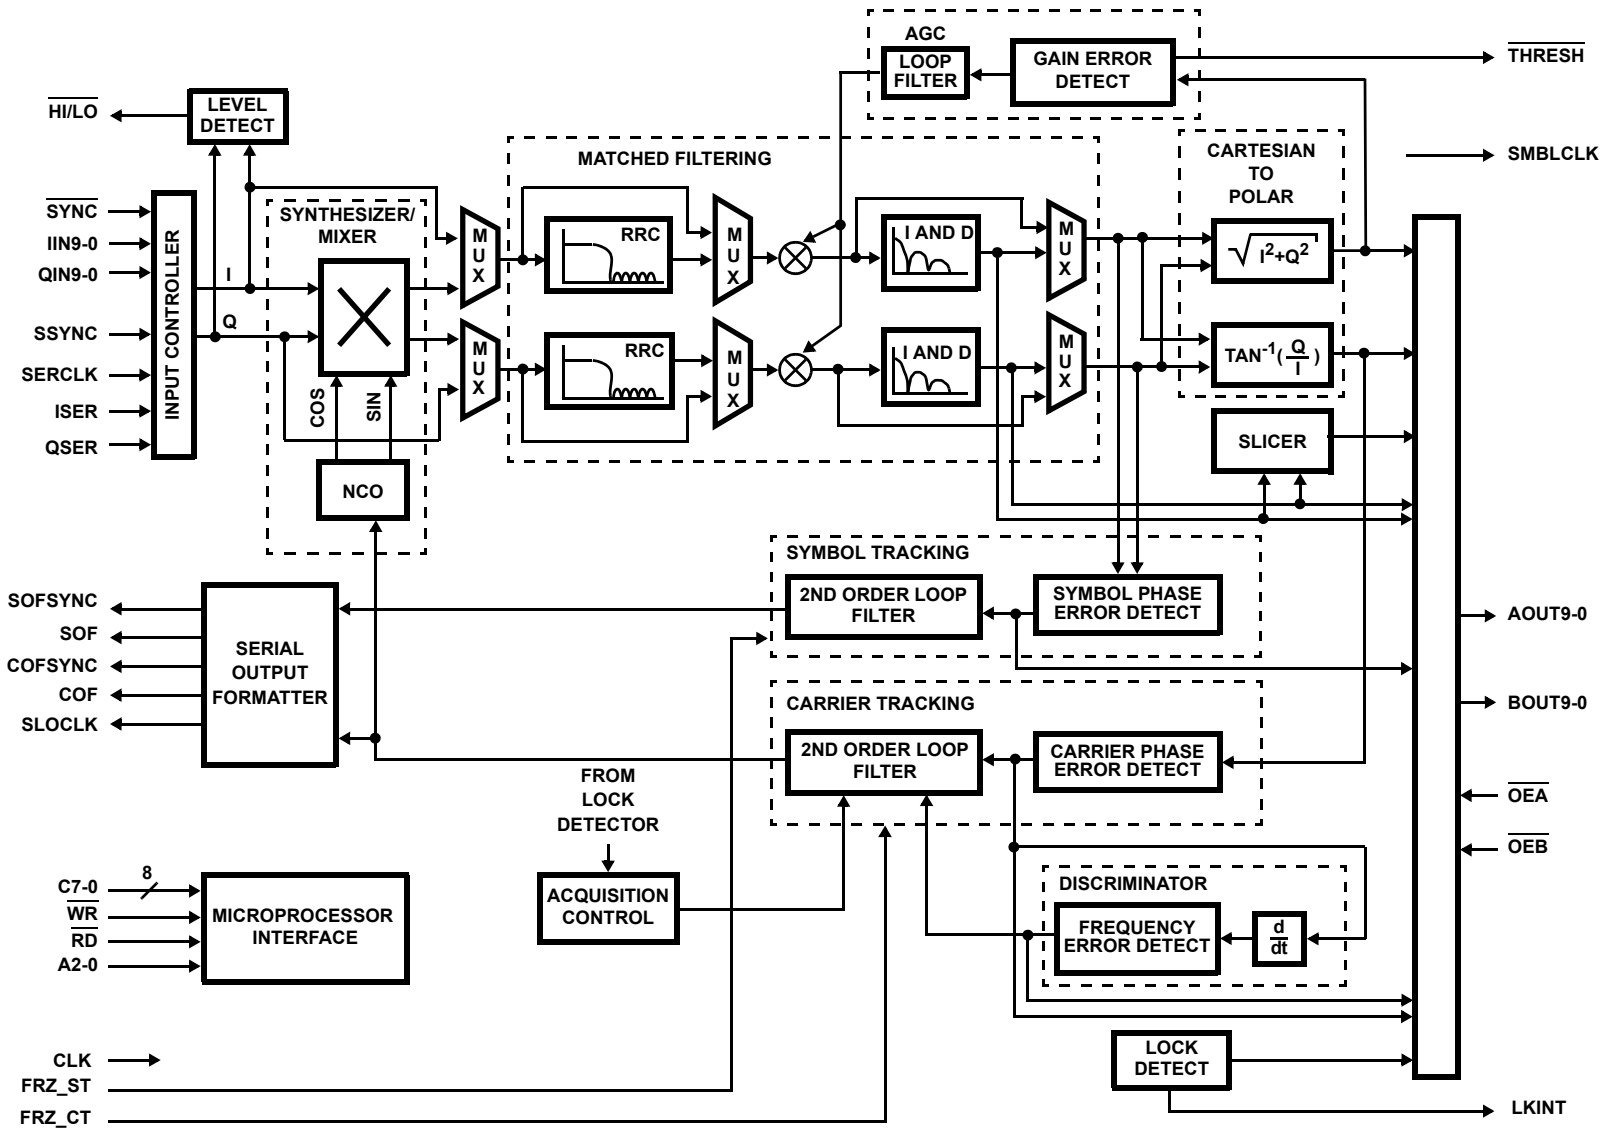 AGC
LOOP
FILTER
GAIN ERROR
DETECT
THRESH
HI/LO
LEVEL
DETECT
MATCHED FILTERING
CARTESIAN
TO
POLAR
SMBLCLK
SYNC
IIN9-0
QIN9-0
SSYNC
SERCLK
ISER
QSER
INPUT CONTROLLER
I
Q
SYNTHESIZER/
MIXER
COS
SIN
NCO
MUX
MUX
RRC
RRC
MUX
MUX
I AND D
I AND D
MUX
MUX
√I²+Q²
TAN⁻¹(Q/I)
SLICER
SYMBOL TRACKING
2ND ORDER LOOP
FILTER
SYMBOL PHASE
ERROR DETECT
SOFSYNC
SOF
COFSYNC
COF
SLOCLK
SERIAL
OUTPUT
FORMATTER
AOUT9-0
BOUT9-0
OEA
OEB
CARRIER TRACKING
2ND ORDER LOOP
FILTER
CARRIER PHASE
ERROR DETECT
FROM
LOCK
DETECTOR
ACQUISITION
CONTROL
DISCRIMINATOR
FREQUENCY
ERROR DETECT
d
dt
C7-0
8
WR
RD
A2-0
MICROPROCESSOR
INTERFACE
LOCK
DETECT
CLK
FRZ_ST
FRZ_CT
LKINT